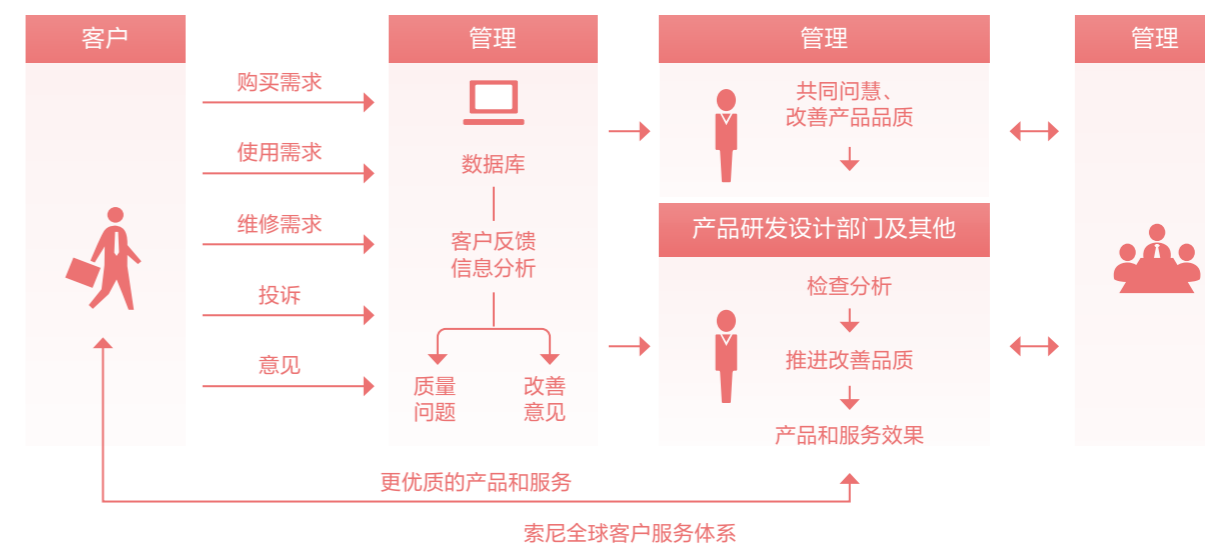 客户
购买需求
使用需求
维修需求
投诉
意见
管理
数据库
客户反馈
信息分析
质量
问题
改善
意见
管理
共同问慧、
改善产品品质
产品研发设计部门及其他
检查分析
推进改善品质
产品和服务效果
管理
更优质的产品和服务
索尼全球客户服务体系